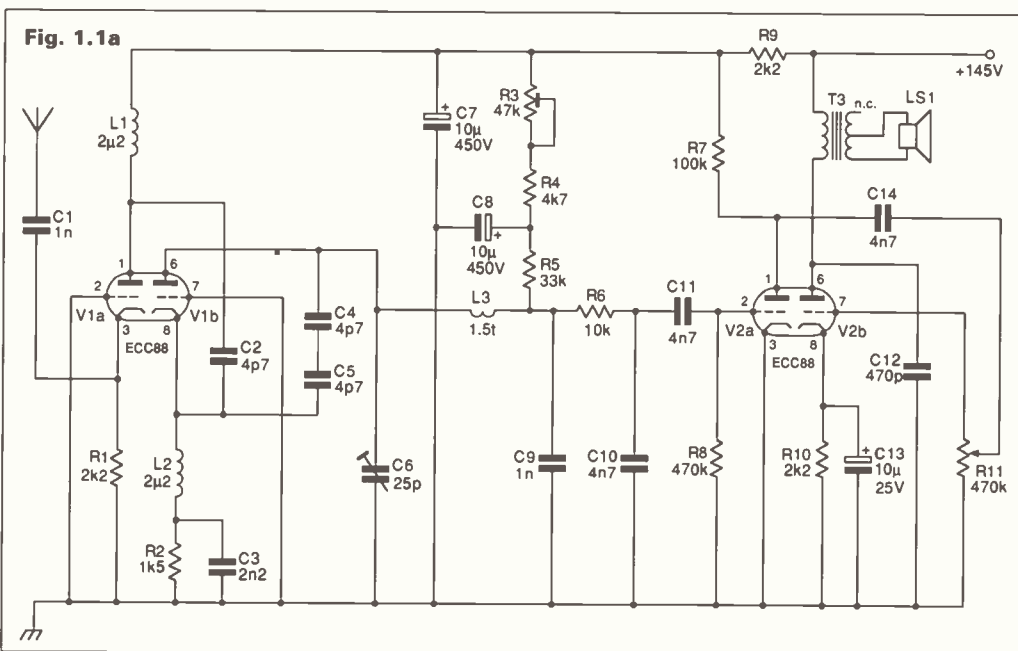 Fig. 1.1a
R9
2k2
+145V
T3
n.c.
LS1
L1
2µ2
C7
10µ
450V
R3
47k
R7
100k
R4
4k7
C14
4n7
C1
1n
C8
10µ
450V
R5
33k
1
6
2
7
V1a
V1b
3
8
ECC88
C2
4p7
C4
4p7
C5
4p7
L3
1.5t
R6
10k
C11
4n7
1
6
2
7
V2a
V2b
3
8
ECC88
C12
470p
R1
2k2
L2
2µ2
C6
25p
C9
1n
C10
4n7
R8
470k
R10
2k2
C13
10µ
25V
R11
470k
R2
1k5
C3
2n2